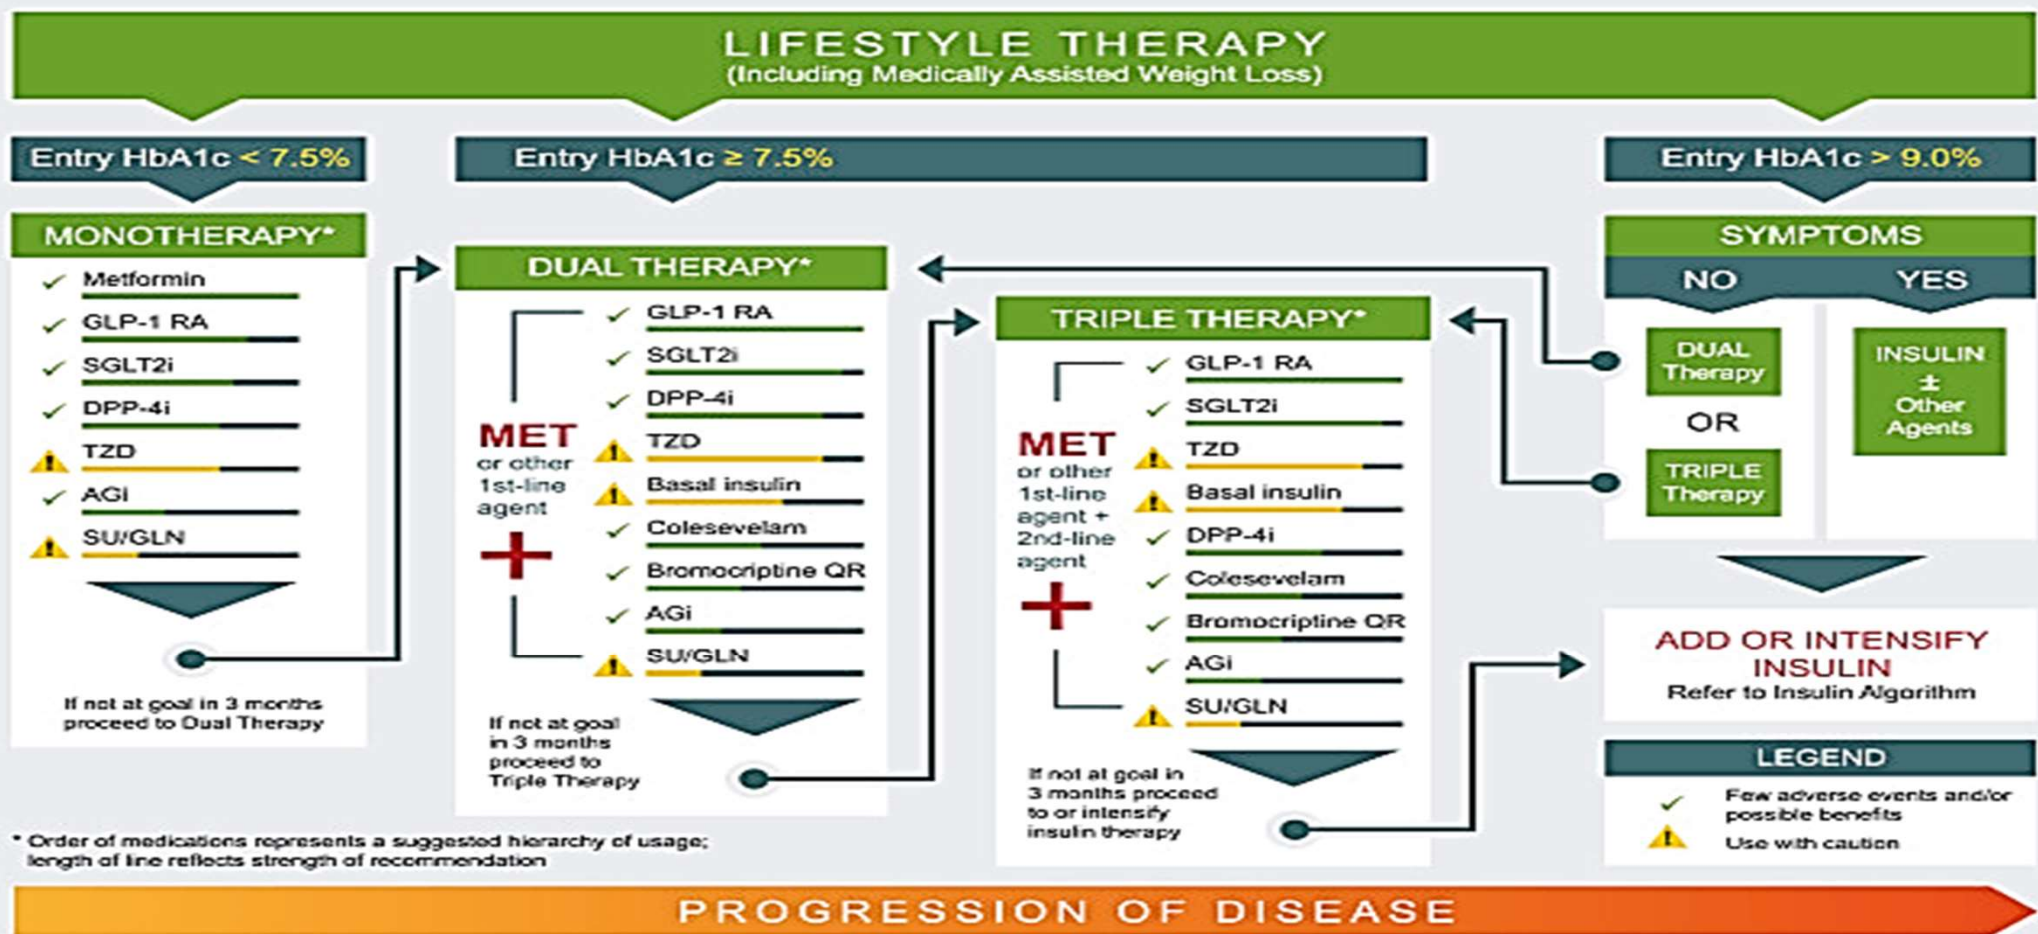 LIFESTYLE THERAPY
(Including Medically Assisted Weight Loss)
Entry HbA1c < 7.5%
MONOTHERAPY*
Metformin
GLP-1 RA
SGLT2i
DPP-4i
TZD
AGi
SU/GLN
If not at goal in 3 months
proceed to Dual Therapy
Entry HbA1c ≥ 7.5%
DUAL THERAPY*
MET
or other
1st-line
agent
+
GLP-1 RA
SGLT2i
DPP-4i
TZD
Basal insulin
Colesevelam
Bromocriptine QR
AGi
SU/GLN
If not at goal
in 3 months
proceed to
Triple Therapy
TRIPLE THERAPY*
MET
or other
1st-line
agent +
2nd-line
agent
+
GLP-1 RA
SGLT2i
TZD
Basal insulin
DPP-4i
Colesevelam
Bromocriptine QR
AGi
SU/GLN
If not at goal in
3 months proceed
to or intensify
insulin therapy
Entry HbA1c > 9.0%
SYMPTOMS
NO
YES
DUAL
Therapy
OR
TRIPLE
Therapy
INSULIN
±
Other
Agents
ADD OR INTENSIFY
INSULIN
Refer to Insulin Algorithm
LEGEND
Few adverse events and/or
possible benefits
Use with caution
* Order of medications represents a suggested hierarchy of usage;
length of line reflects strength of recommendation
PROGRESSION OF DISEASE